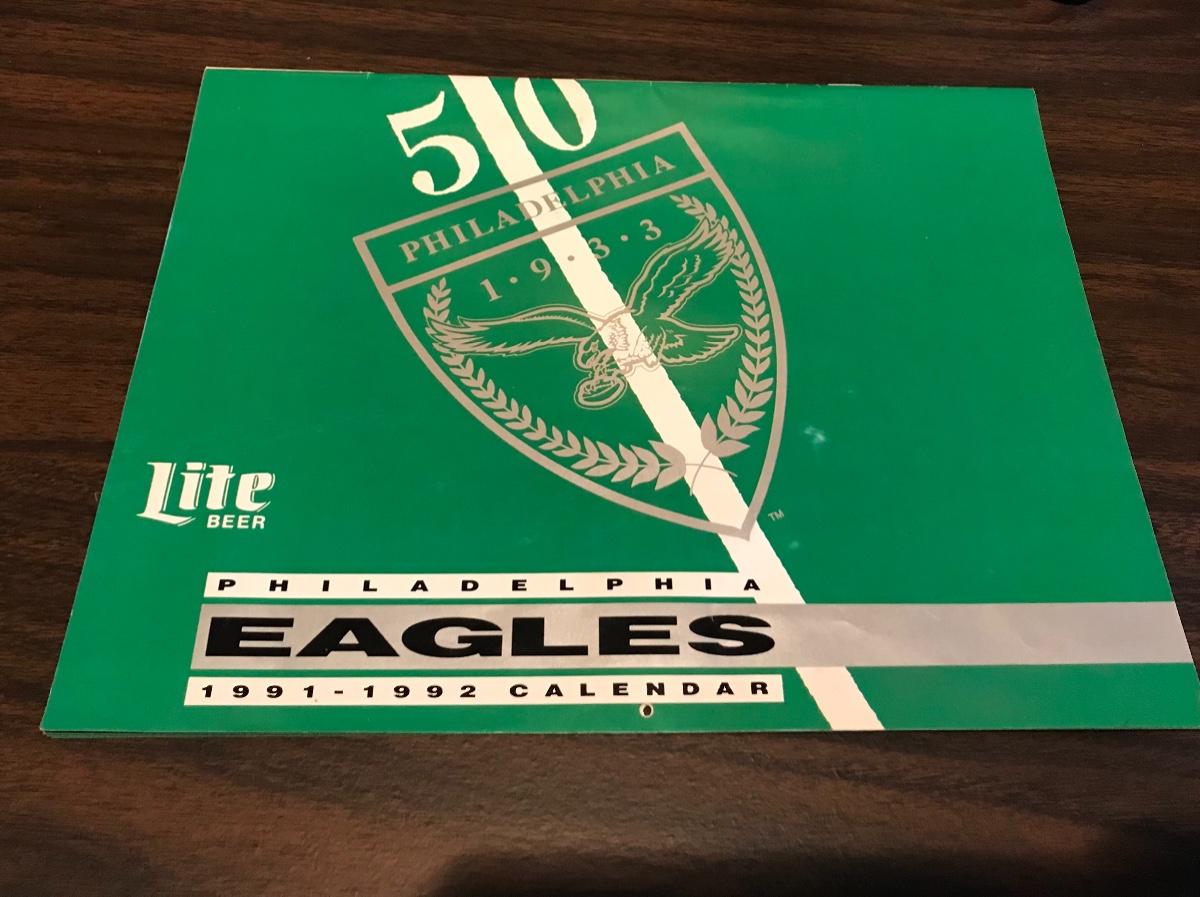 50
PHILADELPHIA
1·9·3·3
TM
Lite
BEER
PHILADELPHIA
EAGLES
1991-1992 CALENDAR